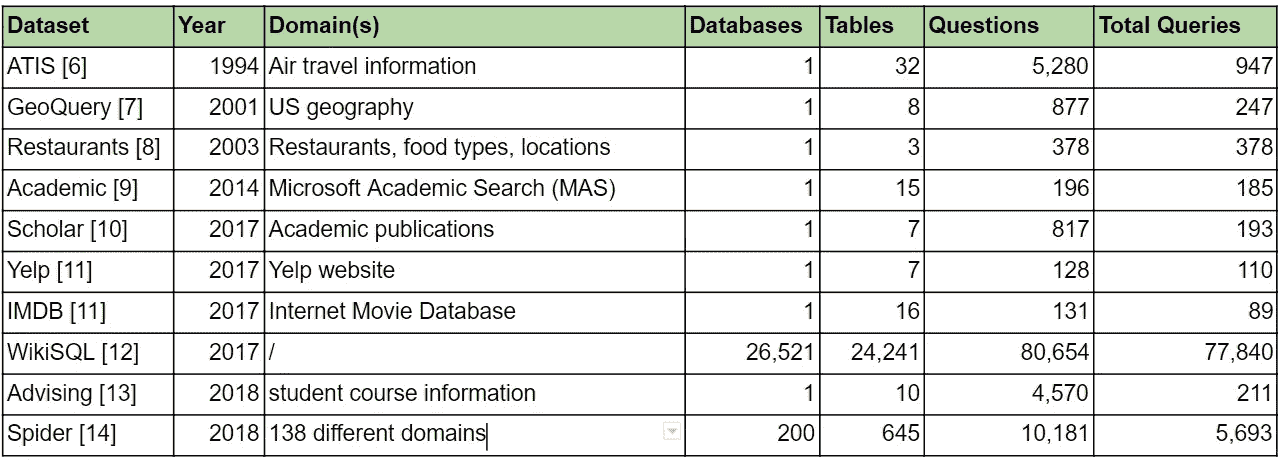 Dataset Year Domain(s) Databases Tables Questions Total Queries
ATIS [6] 1994 Air travel information 1 32 5,280 947
GeoQuery [7] 2001 US geography 1 8 877 247
Restaurants [8] 2003 Restaurants, food types, locations 1 3 378 378
Academic [9] 2014 Microsoft Academic Search (MAS) 1 15 196 185
Scholar [10] 2017 Academic publications 1 7 817 193
Yelp [11] 2017 Yelp website 1 7 128 110
IMDB [11] 2017 Internet Movie Database 1 16 131 89
WikiSQL [12] 2017 / 26,521 24,241 80,654 77,840
Advising [13] 2018 student course information 1 10 4,570 211
Spider [14] 2018 138 different domains 200 645 10,181 5,693